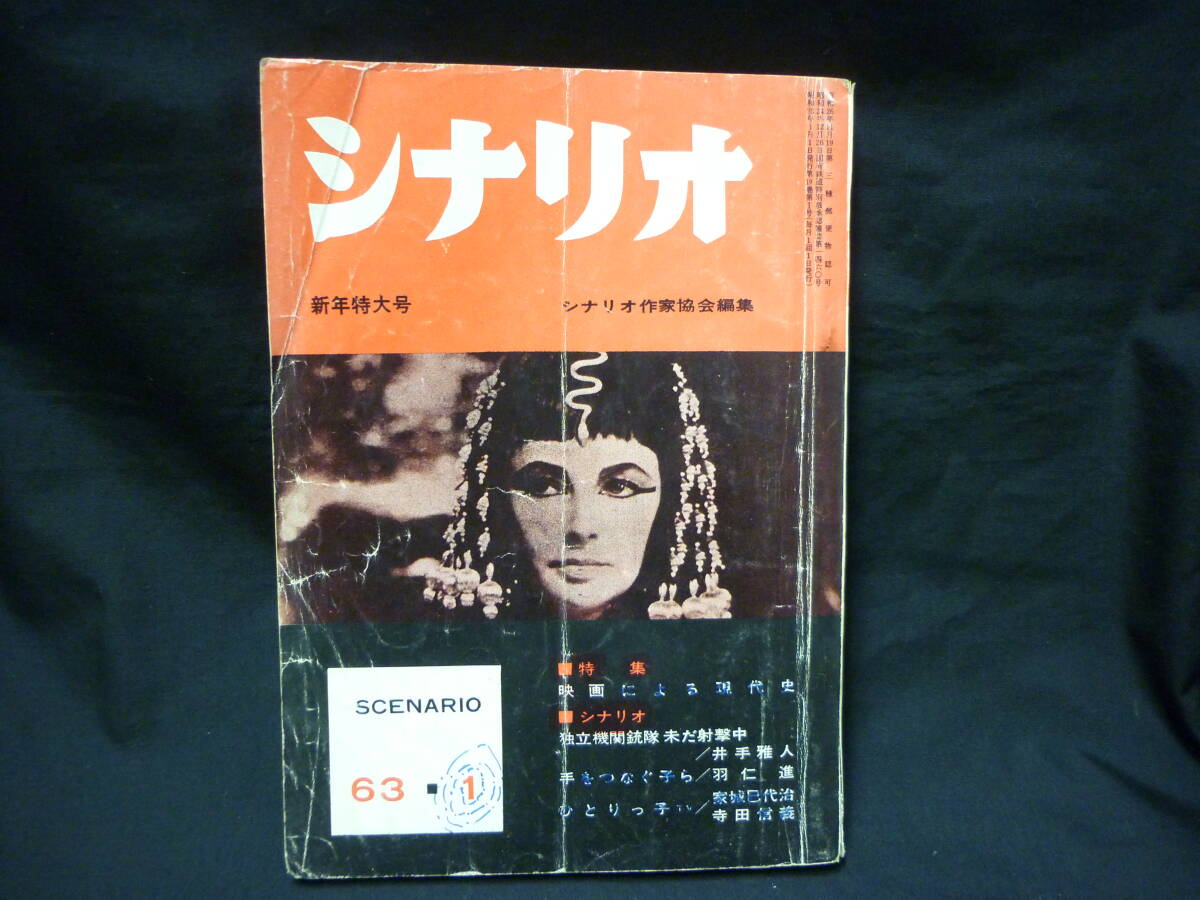 シナリオ
新年特大号
シナリオ作家協会編集
SCENARIO
63・1
■特集
映画による現代史
■シナリオ
独立機関銃隊未だ射撃中
／井手雅人
手をつなぐ子ら／羽仁進
ひとりっ子TV／家城巳代治
寺田信義